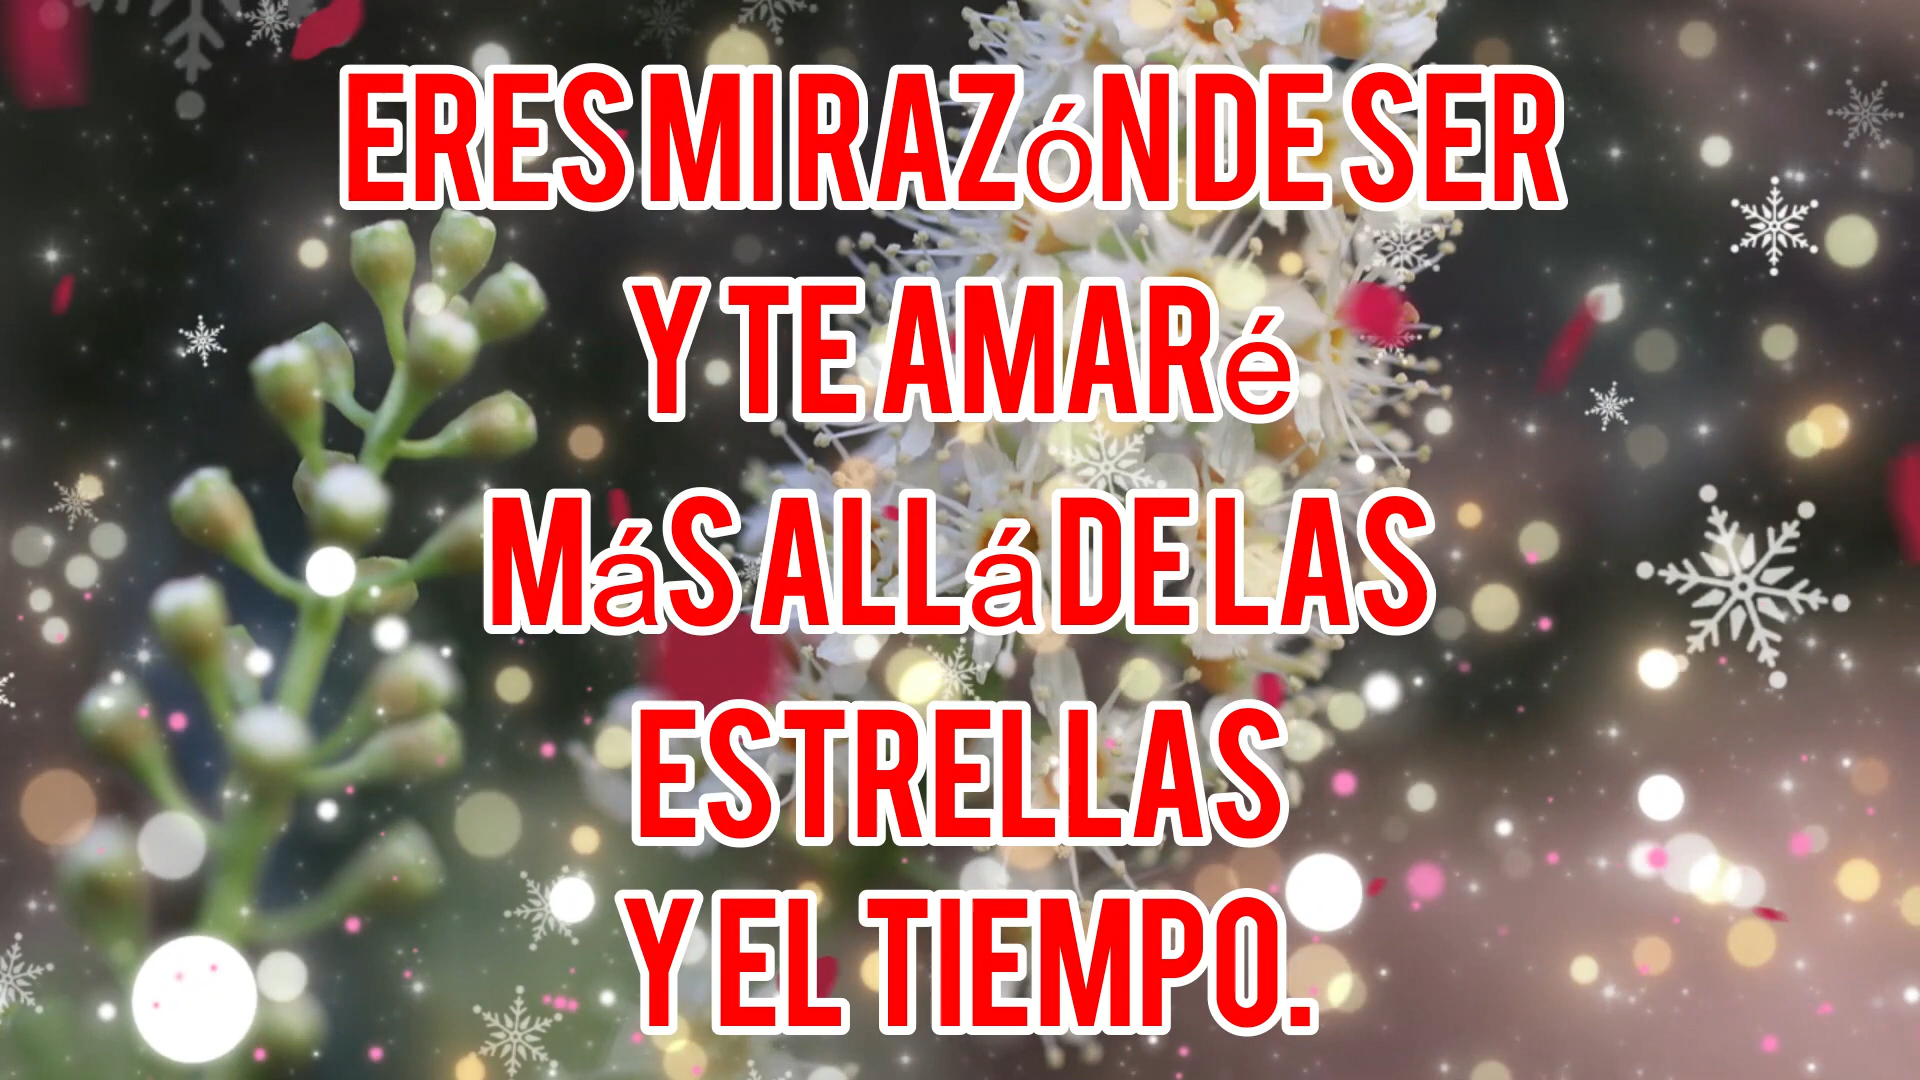 ERES MI RAZóN DE SER
Y TE AMARé
MáS ALLá DE LAS
ESTRELLAS
Y EL TIEMPO.